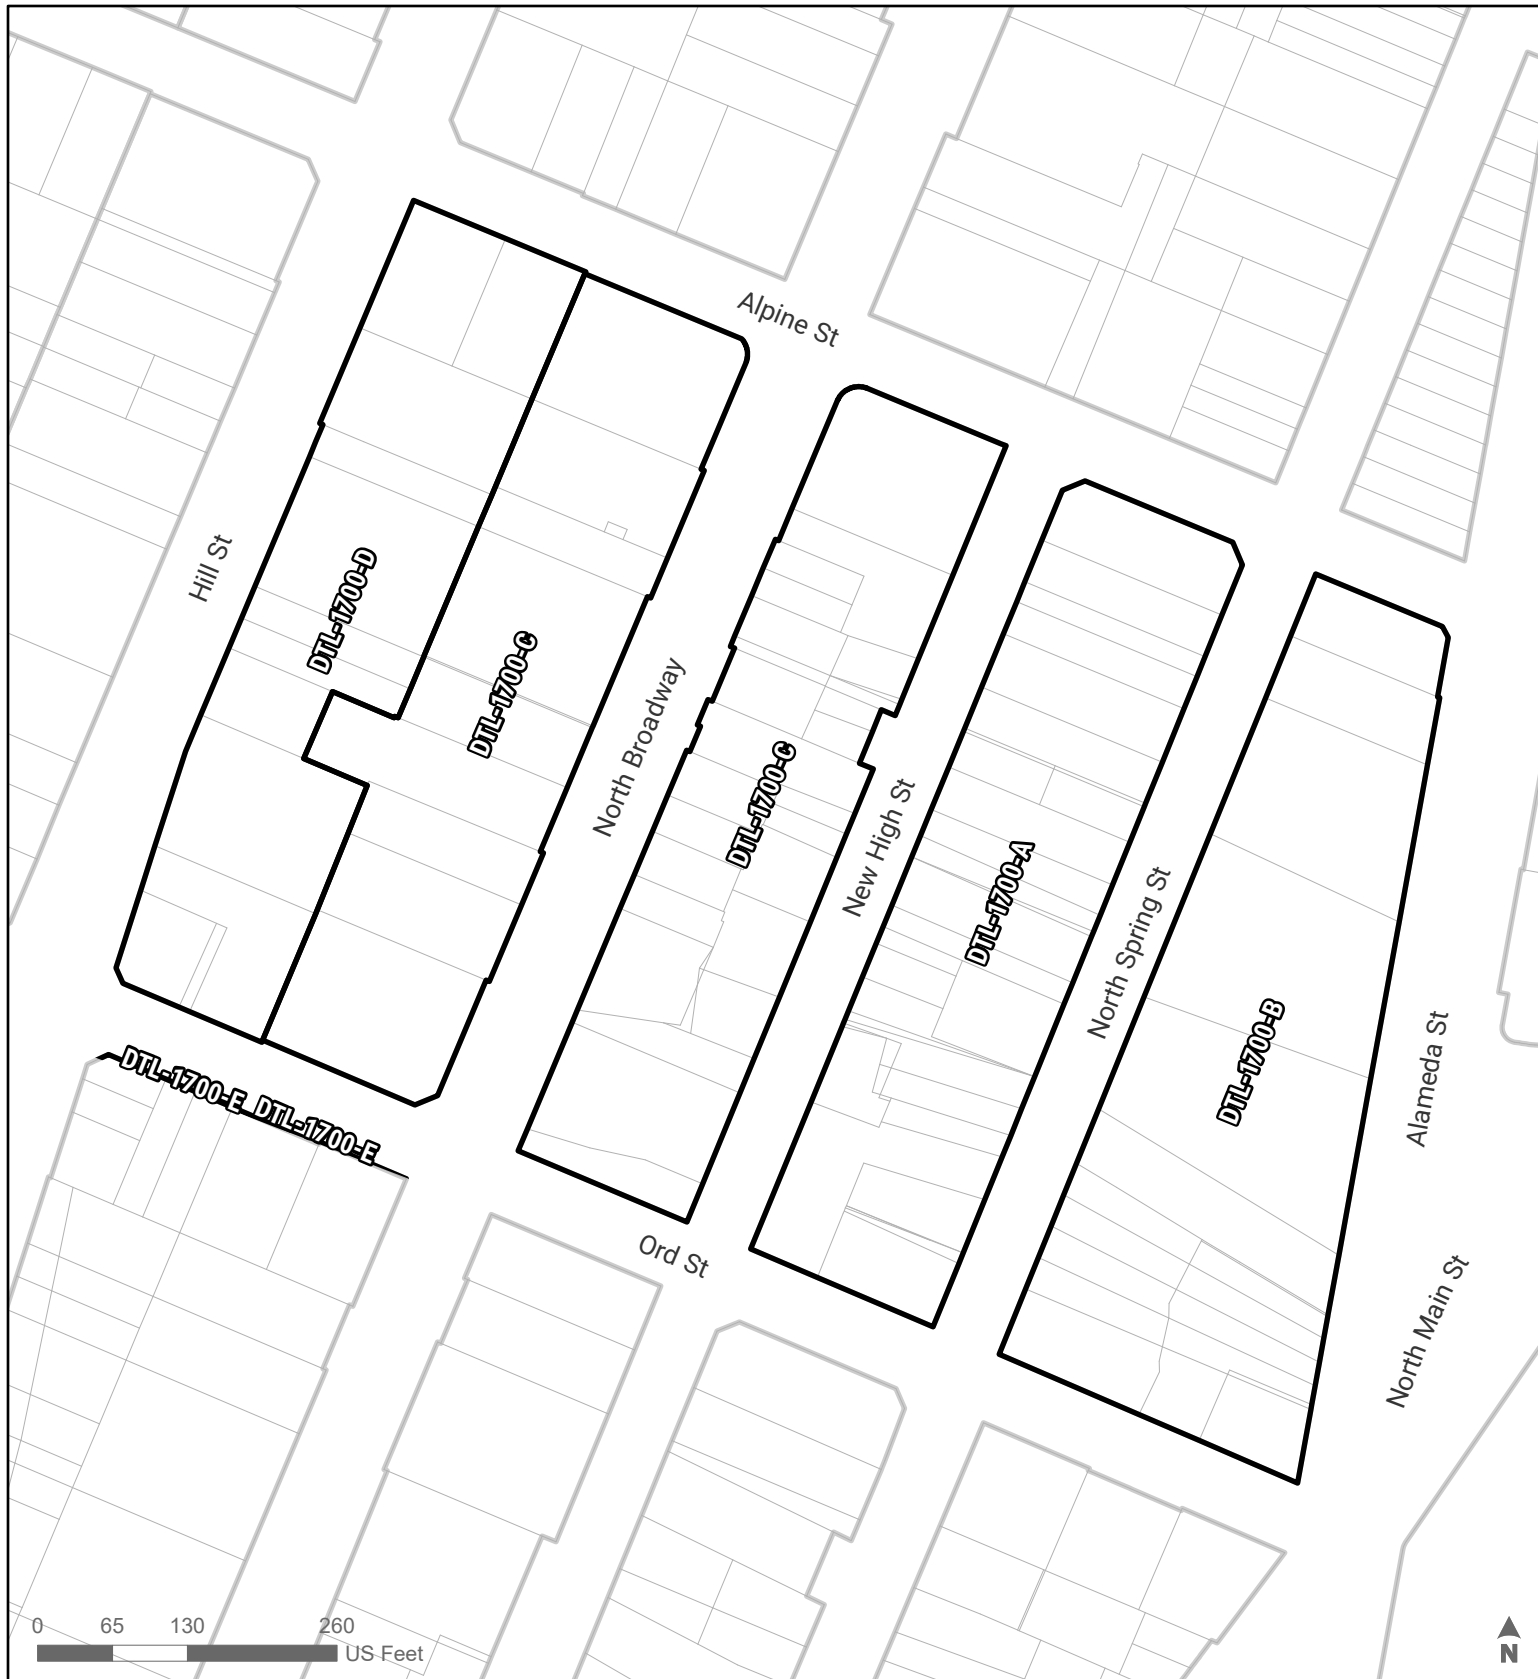 Alpine St
Hill St
DTL-1700-D
DTL-1700-C
North Broadway
DTL-1700-C
New High St
DTL-1700-A
North Spring St
DTL-1700-B
Alameda St
DTL-1700-E
DTL-1700-E
Ord St
North Main St
0 65 130 260
US Feet
N